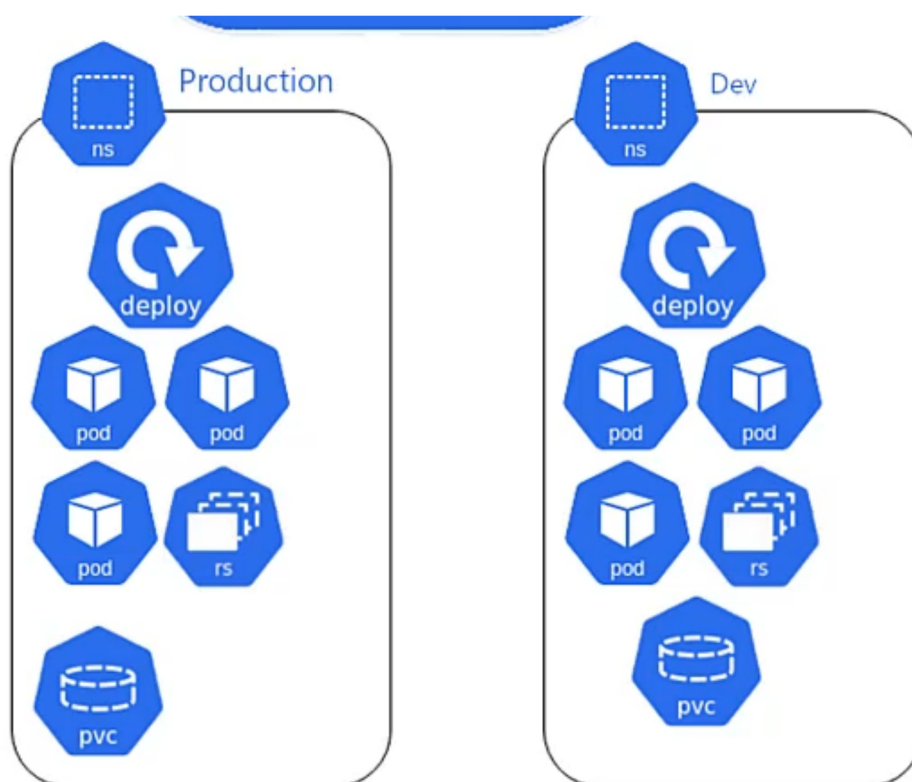 Production
ns
deploy
pod pod
pod rs
pvc
Dev
ns
deploy
pod pod
pod rs
pvc